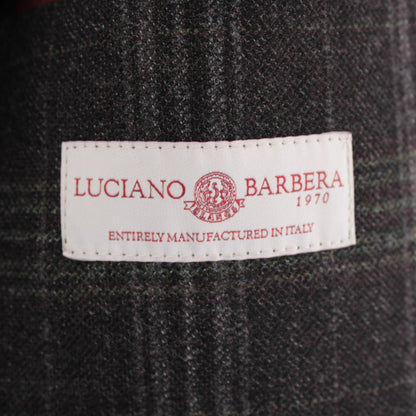 LUCIANO BARBERA
1970
ENTIRELY MANUFACTURED IN ITALY